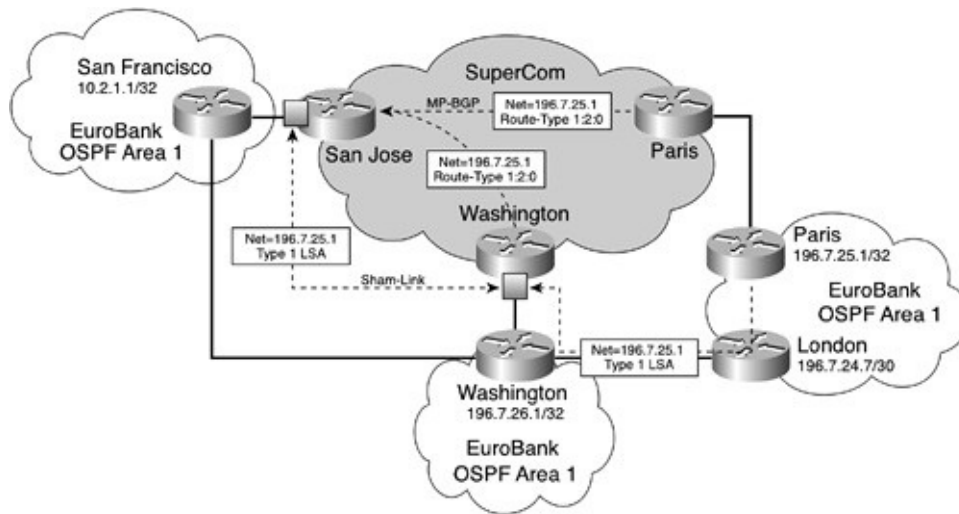 San Francisco
10.2.1.1/32
EuroBank
OSPF Area 1
SuperCom
MP-BGP
Net=196.7.25.1
Route-Type 1:2:0
San Jose
Paris
Net=196.7.25.1
Route-Type 1:2:0
Washington
Net=196.7.25.1
Type 1 LSA
Sham-Link
Paris
196.7.25.1/32
EuroBank
OSPF Area 1
London
196.7.24.7/30
Net=196.7.25.1
Type 1 LSA
Washington
196.7.26.1/32
EuroBank
OSPF Area 1